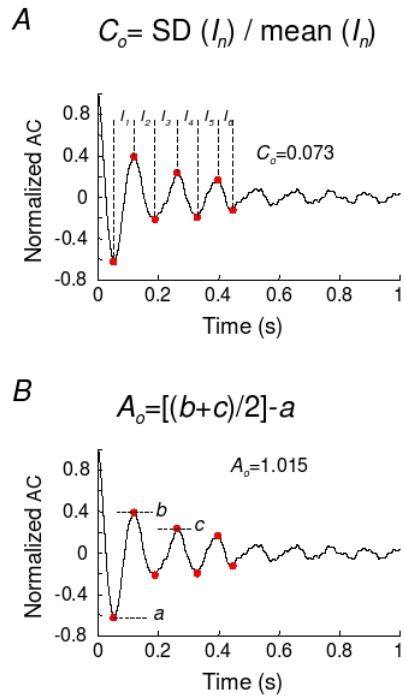 A
Cₒ= SD (Iₙ) / mean (Iₙ)
0.8
0.4
0
-0.4
-0.8
Normalized AC
I₁ I₂ I₃ I₄ I₅ I₆
Cₒ=0.073
0 0.2 0.4 0.6 0.8 1
Time (s)
B
Aₒ=[(b+c)/2]-a
0.8
0.4
0
-0.4
-0.8
Normalized AC
Aₒ=1.015
b
c
a
0 0.2 0.4 0.6 0.8 1
Time (s)